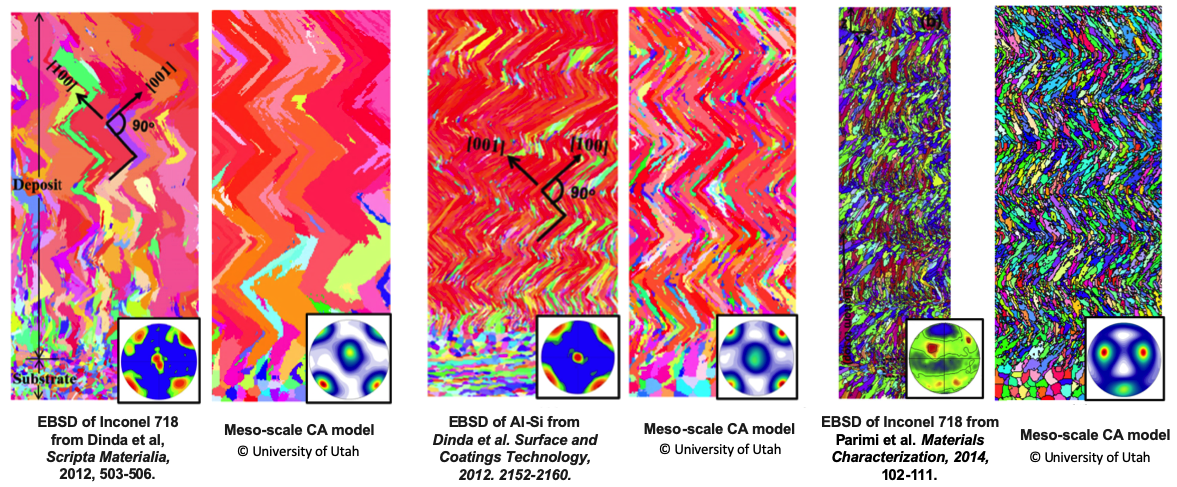 [100]
[001]
90°
Deposit
Substrate
[001]
[100]
90°
(b)
EBSD of Inconel 718
from Dinda et al,
Scripta Materialia,
2012, 503-506.
Meso-scale CA model
© University of Utah
EBSD of Al-Si from
Dinda et al. Surface and
Coatings Technology,
2012. 2152-2160.
Meso-scale CA model
© University of Utah
EBSD of Inconel 718 from
Parimi et al. Materials
Characterization, 2014,
102-111.
Meso-scale CA model
© University of Utah